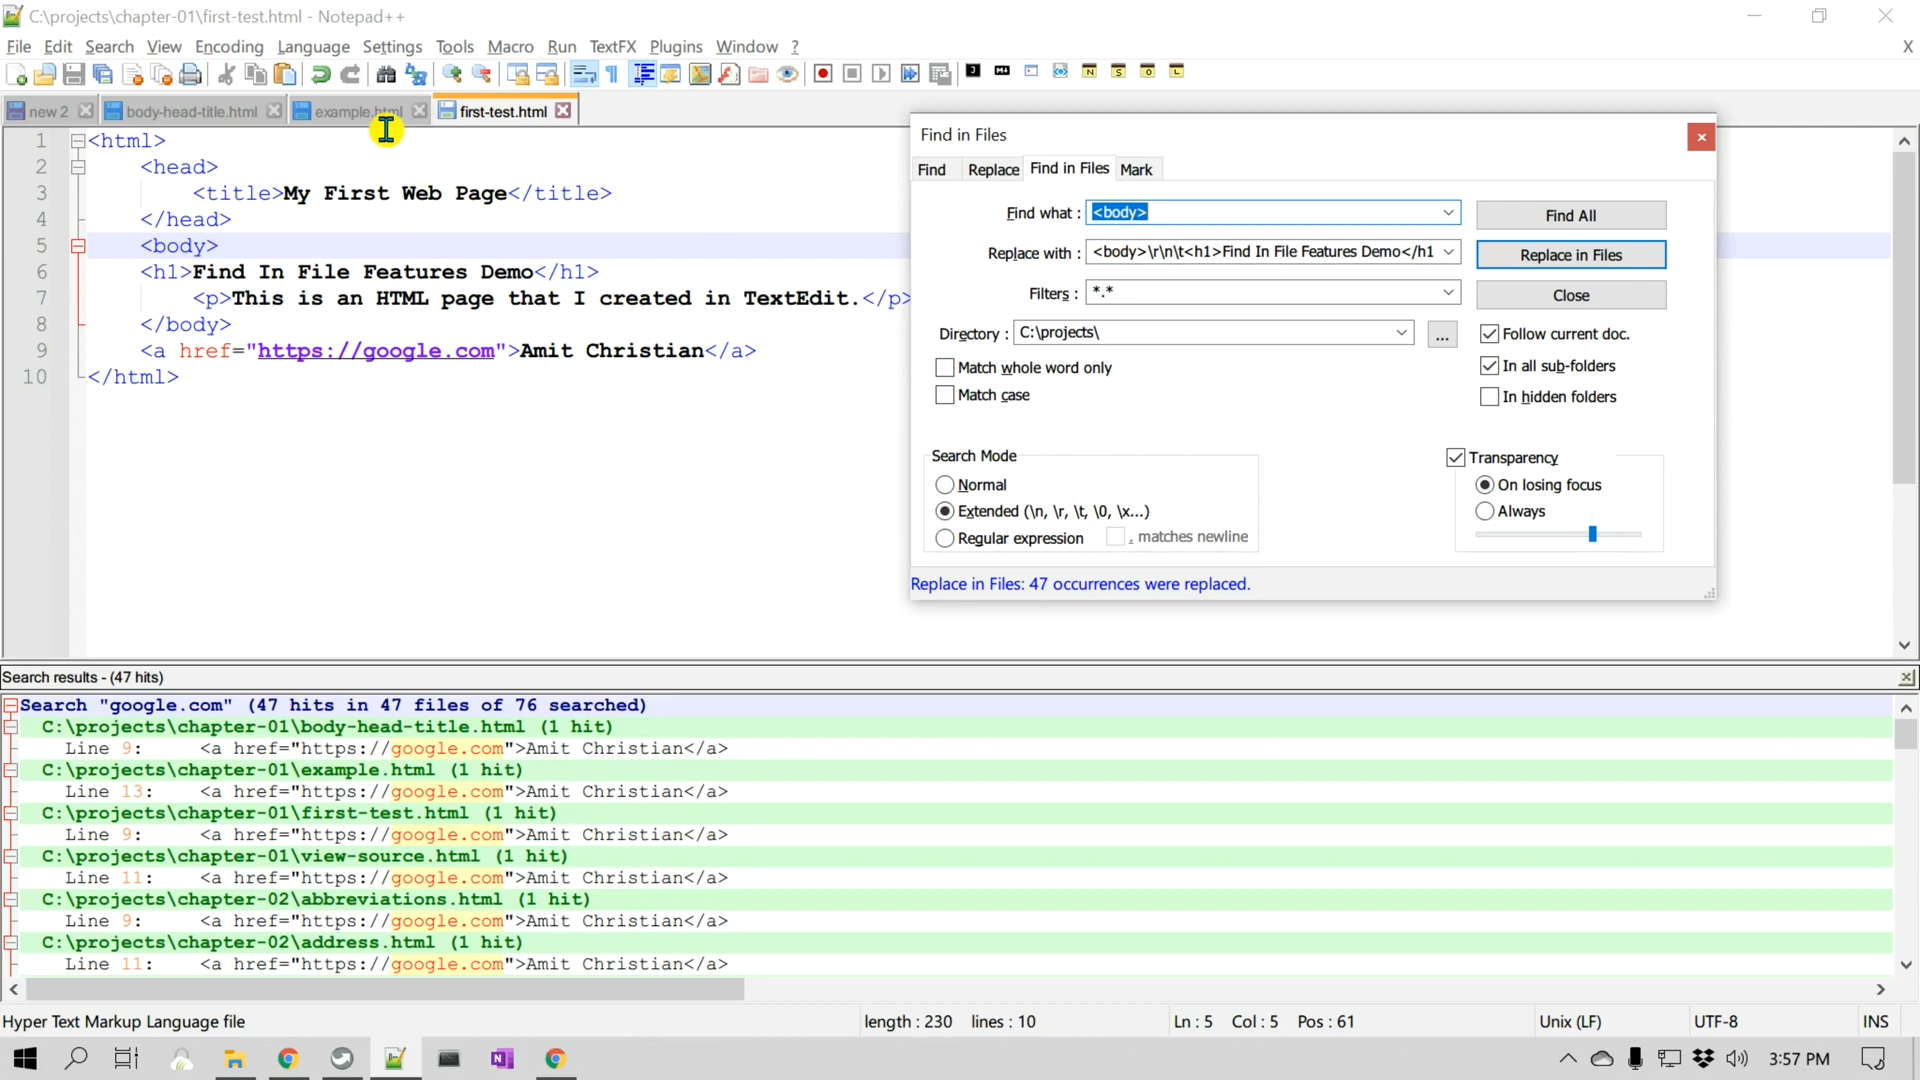 C:\projects\chapter-01\first-test.html - Notepad++
File Edit Search View Encoding Language Settings Tools Macro Run TextFX Plugins Window ? X
new 2 body-head-title.html example.html first-test.html
1 <html>
2 <head>
3 <title>My First Web Page</title>
4 </head>
5 <body>
6 <h1>Find In File Features Demo</h1>
7 <p>This is an HTML page that I created in TextEdit.</p>
8 </body>
9 <a href="https://google.com">Amit Christian</a>
10 </html>
Find in Files
Find Replace Find in Files Mark
Find what : <body> Find All
Replace with : <body>\r\n\t<h1>Find In File Features Demo</h1 Replace in Files
Filters : *.* Close
Directory : C:\projects\ ... Follow current doc.
Match whole word only In all sub-folders
Match case In hidden folders
Search Mode Transparency
Normal On losing focus
Extended (\n, \r, \t, \0, \x...) Always
Regular expression . matches newline
Replace in Files: 47 occurrences were replaced.
Search results - (47 hits)
Search "google.com" (47 hits in 47 files of 76 searched)
C:\projects\chapter-01\body-head-title.html (1 hit)
Line 9: <a href="https://google.com">Amit Christian</a>
C:\projects\chapter-01\example.html (1 hit)
Line 13: <a href="https://google.com">Amit Christian</a>
C:\projects\chapter-01\first-test.html (1 hit)
Line 9: <a href="https://google.com">Amit Christian</a>
C:\projects\chapter-01\view-source.html (1 hit)
Line 11: <a href="https://google.com">Amit Christian</a>
C:\projects\chapter-02\abbreviations.html (1 hit)
Line 9: <a href="https://google.com">Amit Christian</a>
C:\projects\chapter-02\address.html (1 hit)
Line 11: <a href="https://google.com">Amit Christian</a>
Hyper Text Markup Language file length : 230 lines : 10 Ln : 5 Col : 5 Pos : 61 Unix (LF) UTF-8 INS
3:57 PM